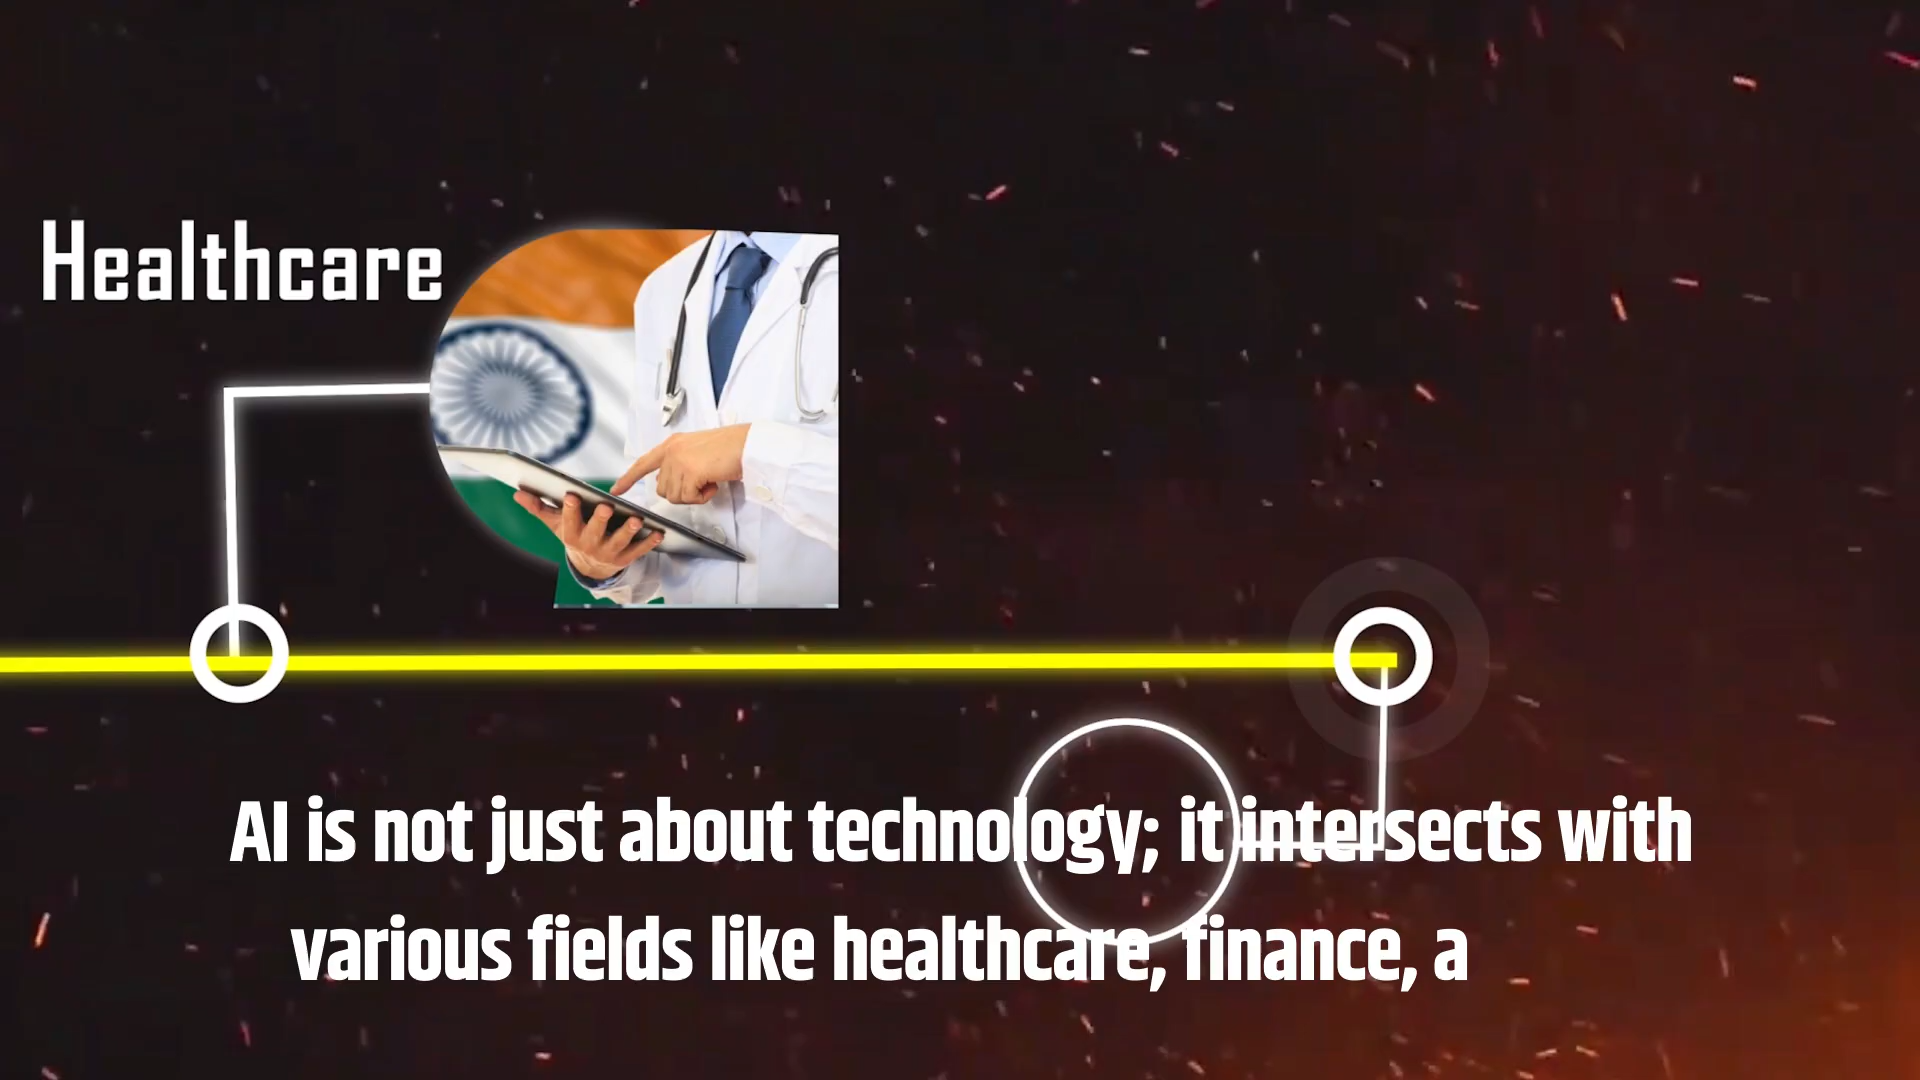 Healthcare
AI is not just about technology; it intersects with
various fields like healthcare, finance, a